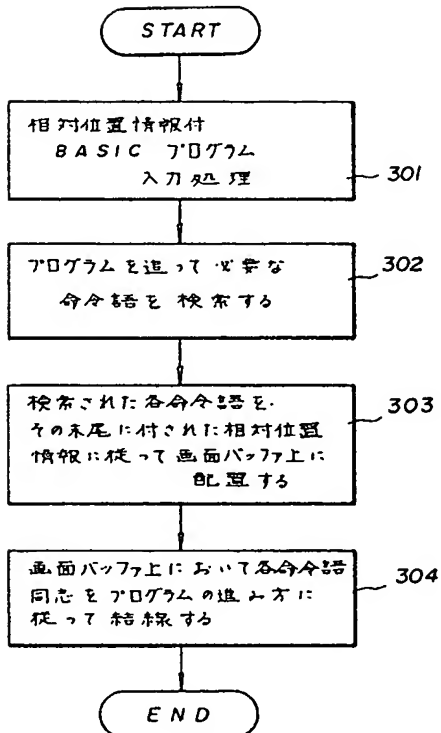 START
相対位置情報付
BASIC プログラム
入力処理
301
プログラムを追って必要な
命令語を検索する
302
検索された各命令語を、
その末尾に付された相対位置
情報に従って画面バッファ上に
配置する
303
画面バッファ上において各命令語
同志をプログラムの進み方に
従って結線する
304
END